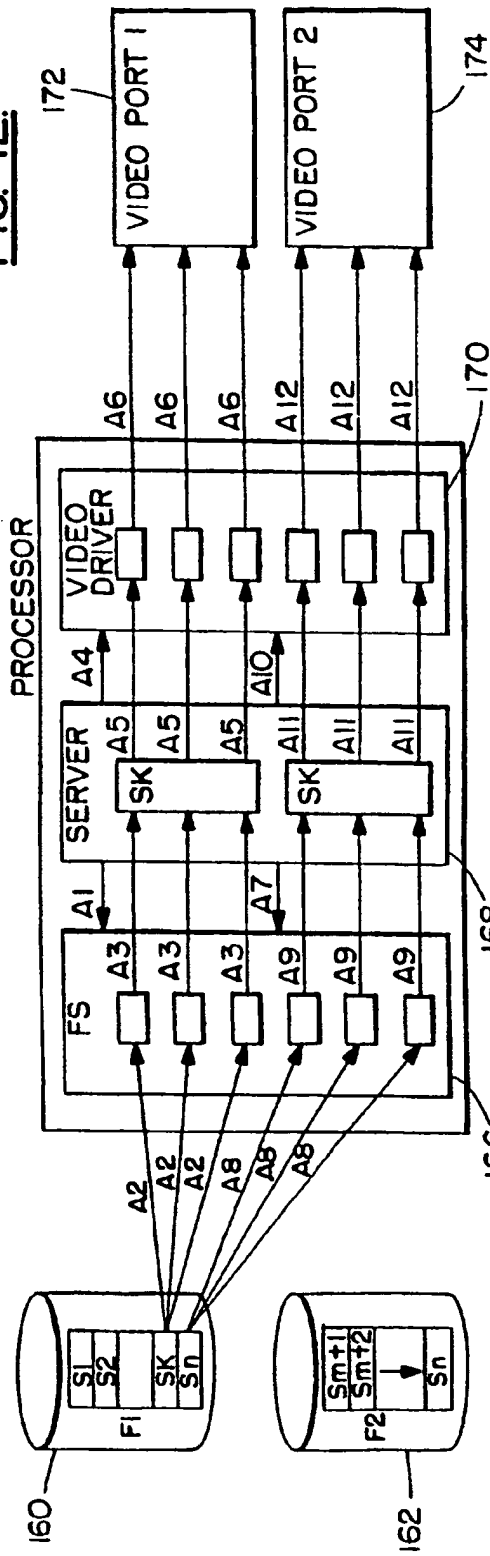 160
S1
S2
F1
SK
Sn
162
Sm+1
Sm+2
F2
Sn
A2
A2
A2
A8
A8
A8
PROCESSOR
FS
A3
A3
A3
A9
A9
A9
A1
A7
SERVER
SK
SK
A5
A5
A5
A11
A11
A11
A4
A10
VIDEO
DRIVER
170
A6
A6
A6
A12
A12
A12
VIDEO PORT 1
172
VIDEO PORT 2
174